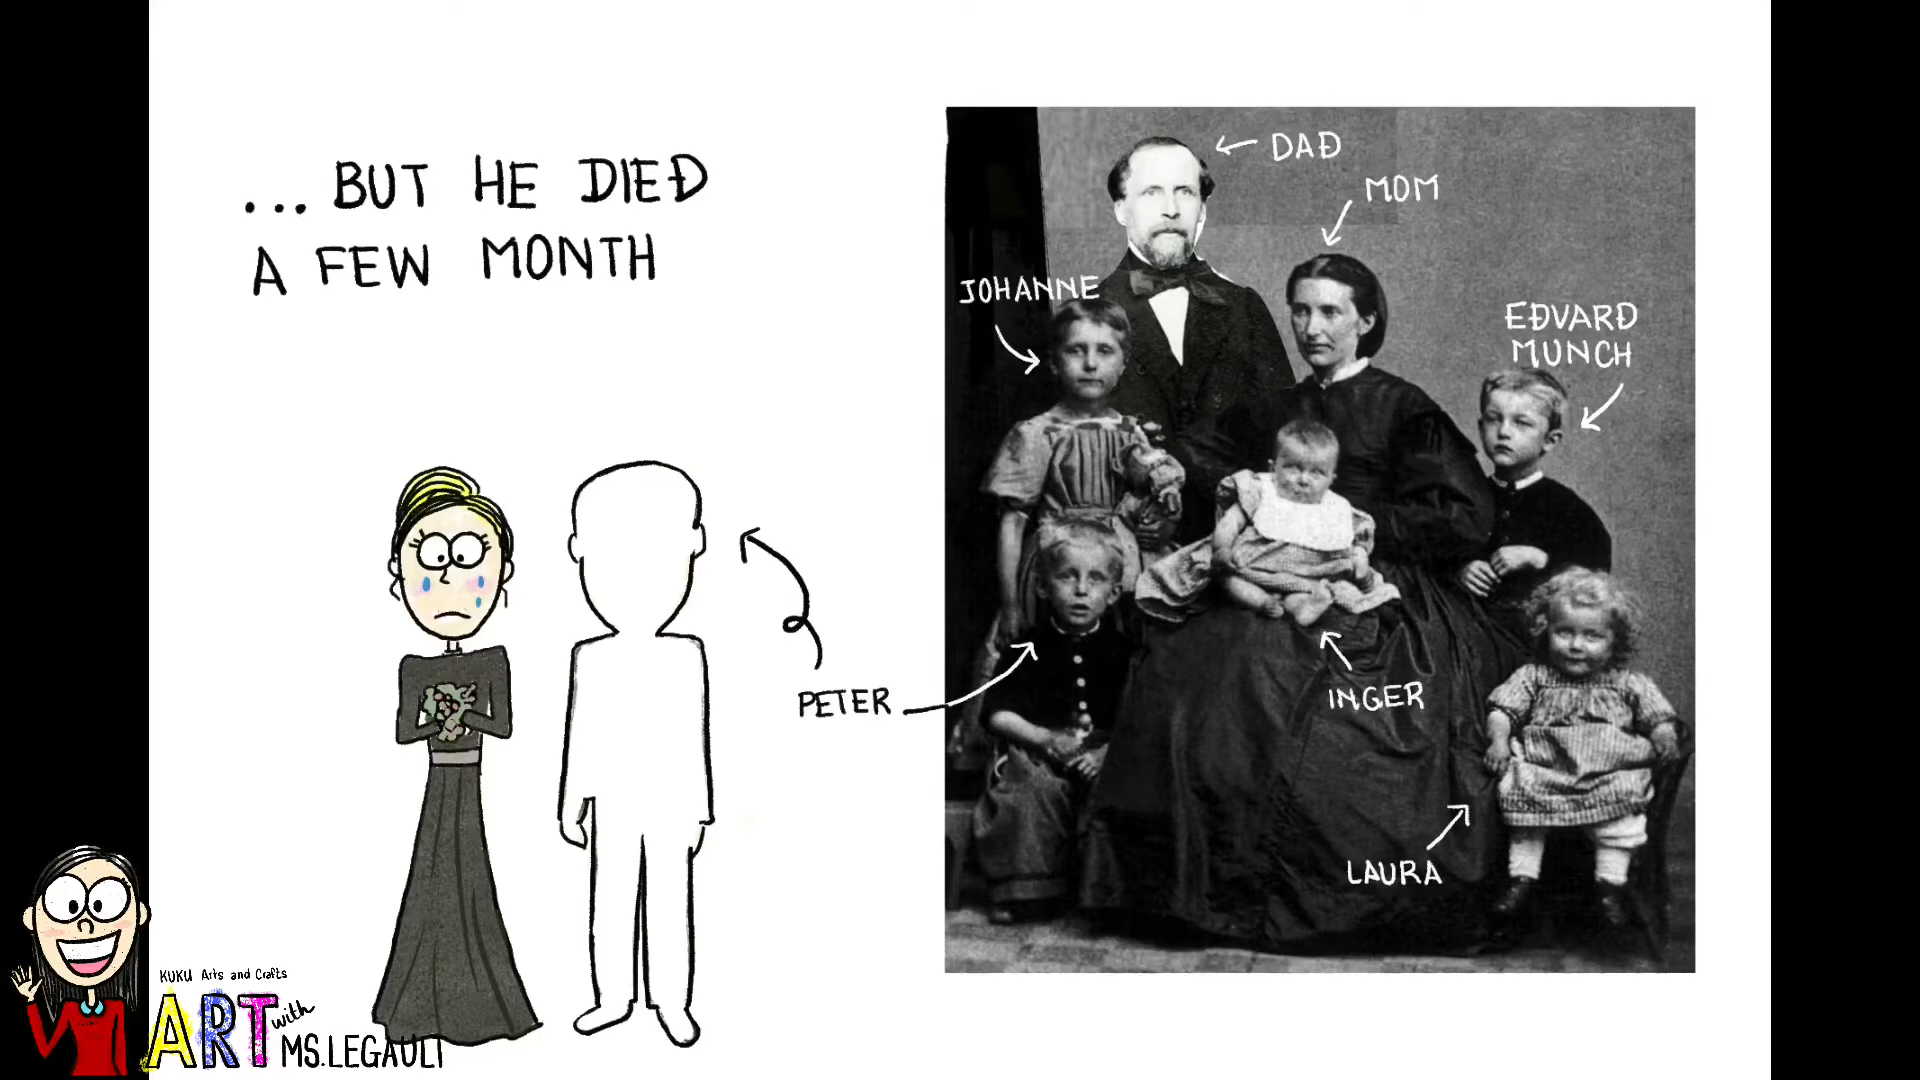 ... BUT HE DIED
A FEW MONTH
DAD
MOM
JOHANNE
EDVARD
MUNCH
PETER
INGER
LAURA
KUKU Arts and Crafts
ART with
MS.LEGAULT